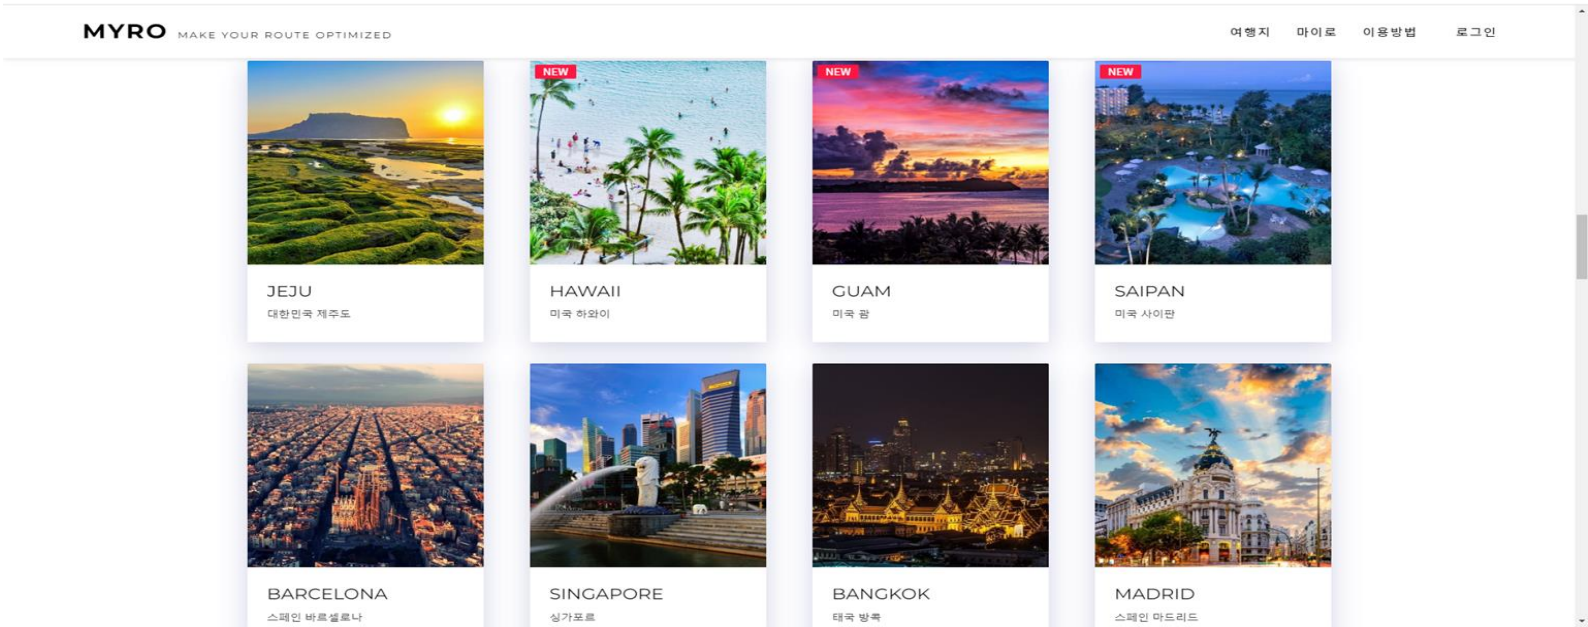 MYRO MAKE YOUR ROUTE OPTIMIZED 여행지 마이로 이용방법 로그인
NEW NEW NEW
JEJU HAWAII GUAM SAIPAN
대한민국 제주도 미국 하와이 미국 괌 미국 사이판
BARCELONA SINGAPORE BANGKOK MADRID
스페인 바르셀로나 싱가포르 태국 방콕 스페인 마드리드